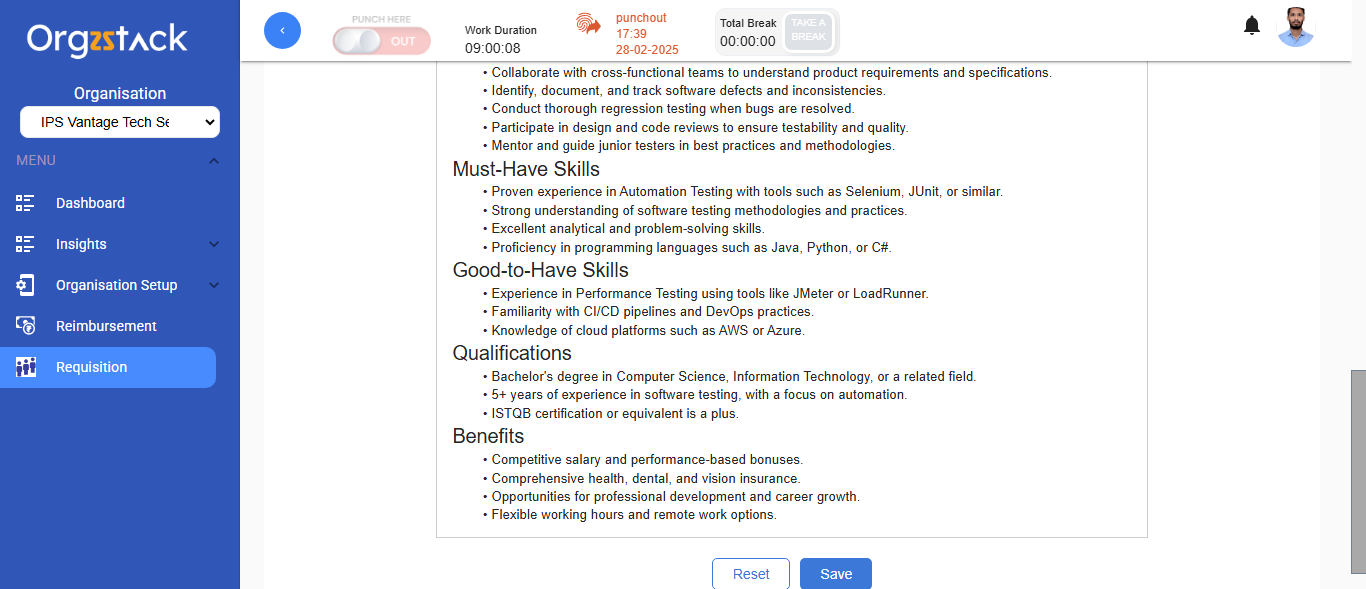 Orgzstack
Organisation
IPS Vantage Tech Se
MENU
Dashboard
Insights
Organisation Setup
Reimbursement
Requisition
PUNCH HERE
OUT
Work Duration
09:00:08
punchout
17:39
28-02-2025
Total Break
00:00:00
TAKE A
BREAK
• Collaborate with cross-functional teams to understand product requirements and specifications.
• Identify, document, and track software defects and inconsistencies.
• Conduct thorough regression testing when bugs are resolved.
• Participate in design and code reviews to ensure testability and quality.
• Mentor and guide junior testers in best practices and methodologies.
Must-Have Skills
• Proven experience in Automation Testing with tools such as Selenium, JUnit, or similar.
• Strong understanding of software testing methodologies and practices.
• Excellent analytical and problem-solving skills.
• Proficiency in programming languages such as Java, Python, or C#.
Good-to-Have Skills
• Experience in Performance Testing using tools like JMeter or LoadRunner.
• Familiarity with CI/CD pipelines and DevOps practices.
• Knowledge of cloud platforms such as AWS or Azure.
Qualifications
• Bachelor's degree in Computer Science, Information Technology, or a related field.
• 5+ years of experience in software testing, with a focus on automation.
• ISTQB certification or equivalent is a plus.
Benefits
• Competitive salary and performance-based bonuses.
• Comprehensive health, dental, and vision insurance.
• Opportunities for professional development and career growth.
• Flexible working hours and remote work options.
Reset
Save